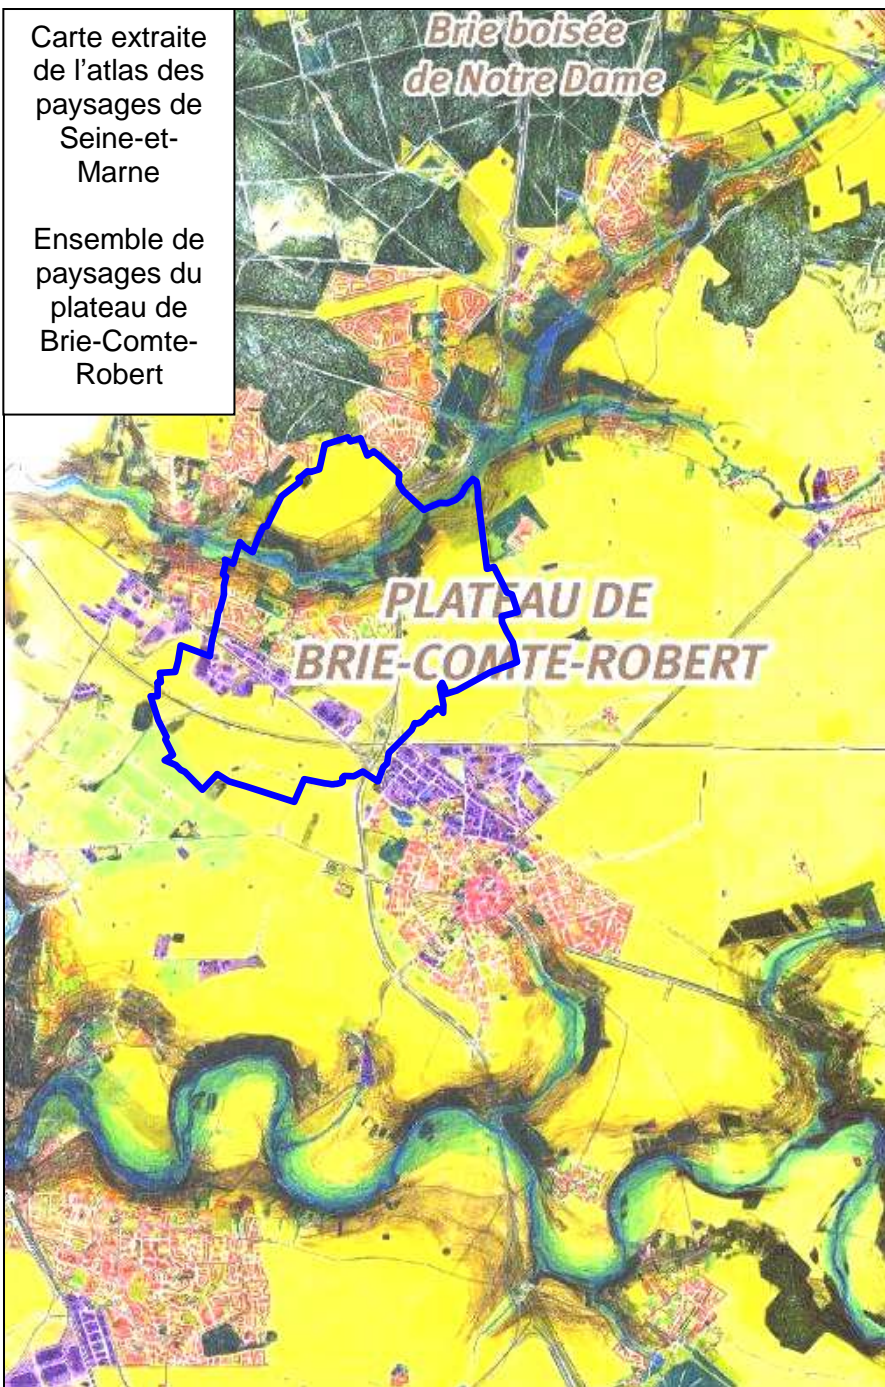 Carte extraite
de l'atlas des
paysages de
Seine-et-
Marne
Ensemble de
paysages du
plateau de
Brie-Comte-
Robert
Brie boisée
de Notre Dame
PLATEAU DE
BRIE-COMTE-ROBERT